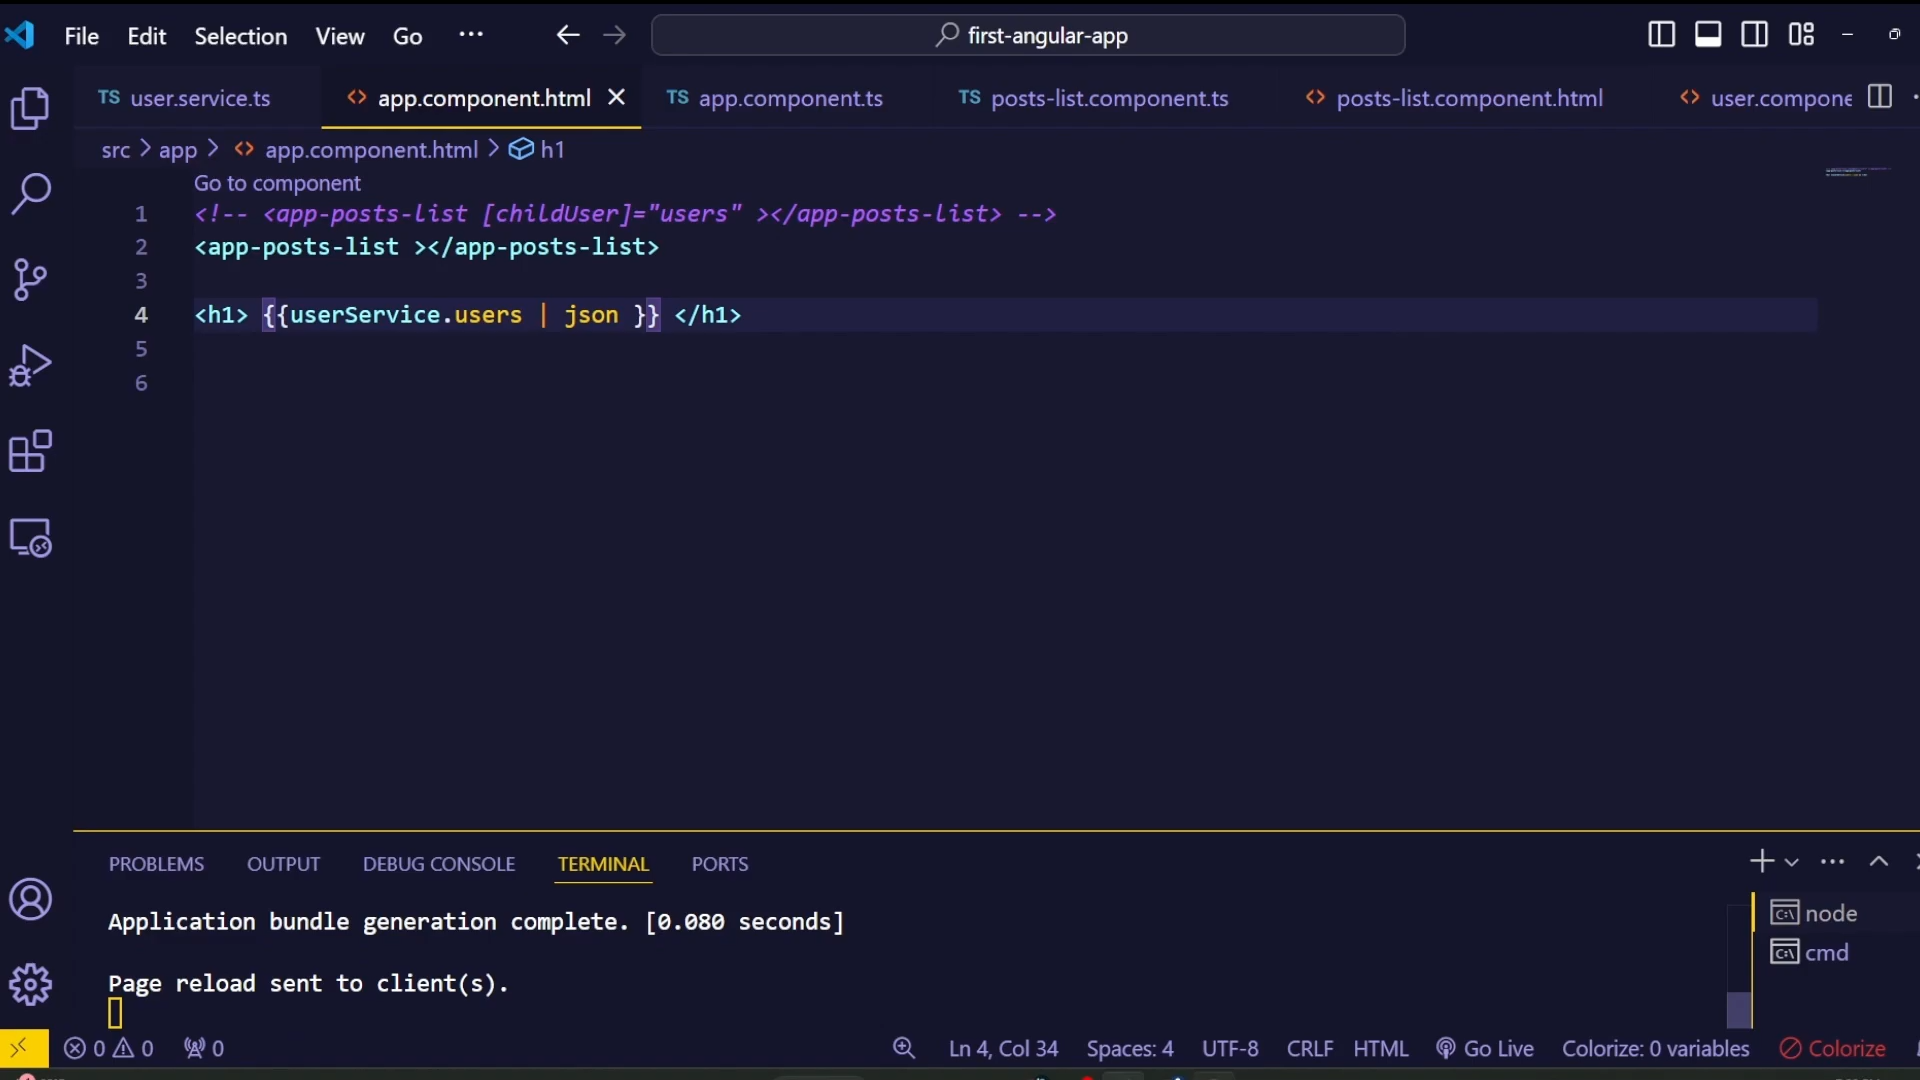 File Edit Selection View Go ··· first-angular-app
TS user.service.ts <> app.component.html TS app.component.ts TS posts-list.component.ts <> posts-list.component.html <> user.compone
src > app > <> app.component.html > h1
Go to component
1 <!-- <app-posts-list [childUser]="users" ></app-posts-list> -->
2 <app-posts-list ></app-posts-list>
3
4 <h1> {{userService.users | json }} </h1>
5
6
PROBLEMS OUTPUT DEBUG CONSOLE TERMINAL PORTS
Application bundle generation complete. [0.080 seconds]
node
cmd
Page reload sent to client(s).
0 0 0 Ln 4, Col 34 Spaces: 4 UTF-8 CRLF HTML Go Live Colorize: 0 variables Colorize